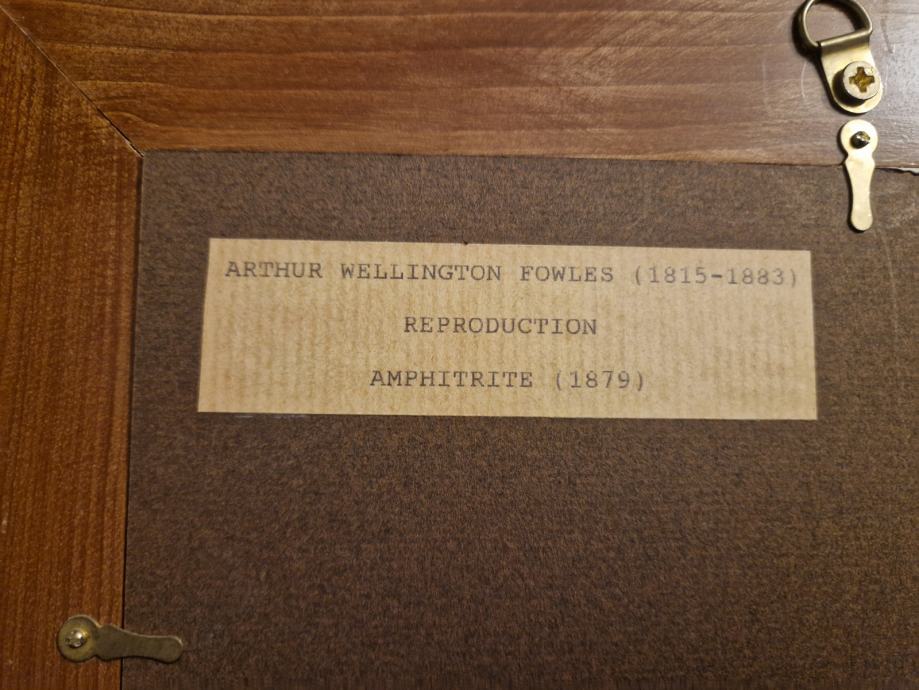 ARTHUR WELLINGTON FOWLES (1815-1883)
REPRODUCTION
AMPHITRITE (1879)